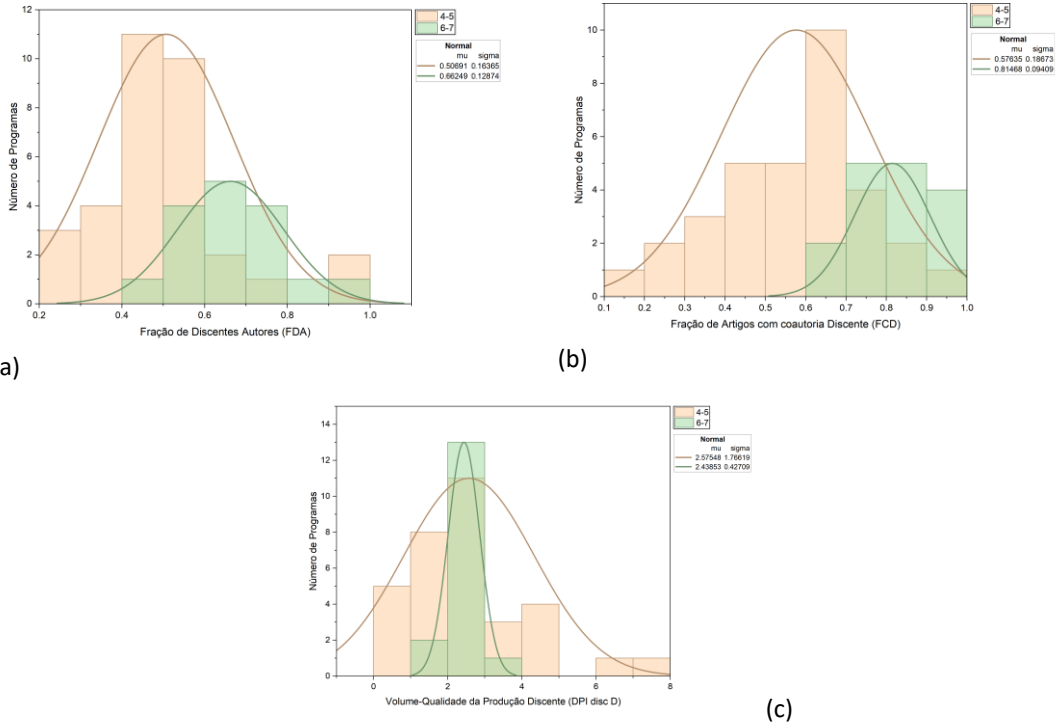 4-5
6-7
Normal
mu sigma
0.50691 0.16365
0.66249 0.12874
12
10
8
6
4
2
0
Número de Programas
0.2 0.4 0.6 0.8 1.0
Fração de Discentes Autores (FDA)
a)
4-5
6-7
Normal
mu sigma
0.57635 0.18673
0.81468 0.09409
10
8
6
4
2
0
Número de Programas
0.1 0.2 0.3 0.4 0.5 0.6 0.7 0.8 0.9 1.0
Fração de Artigos com coautoria Discente (FCD)
(b)
4-5
6-7
Normal
mu sigma
2.57548 1.76619
2.43853 0.42709
14
12
10
8
6
4
2
0
Número de Programas
0 2 4 6 8
Volume-Qualidade da Produção Discente (DPI disc D)
(c)